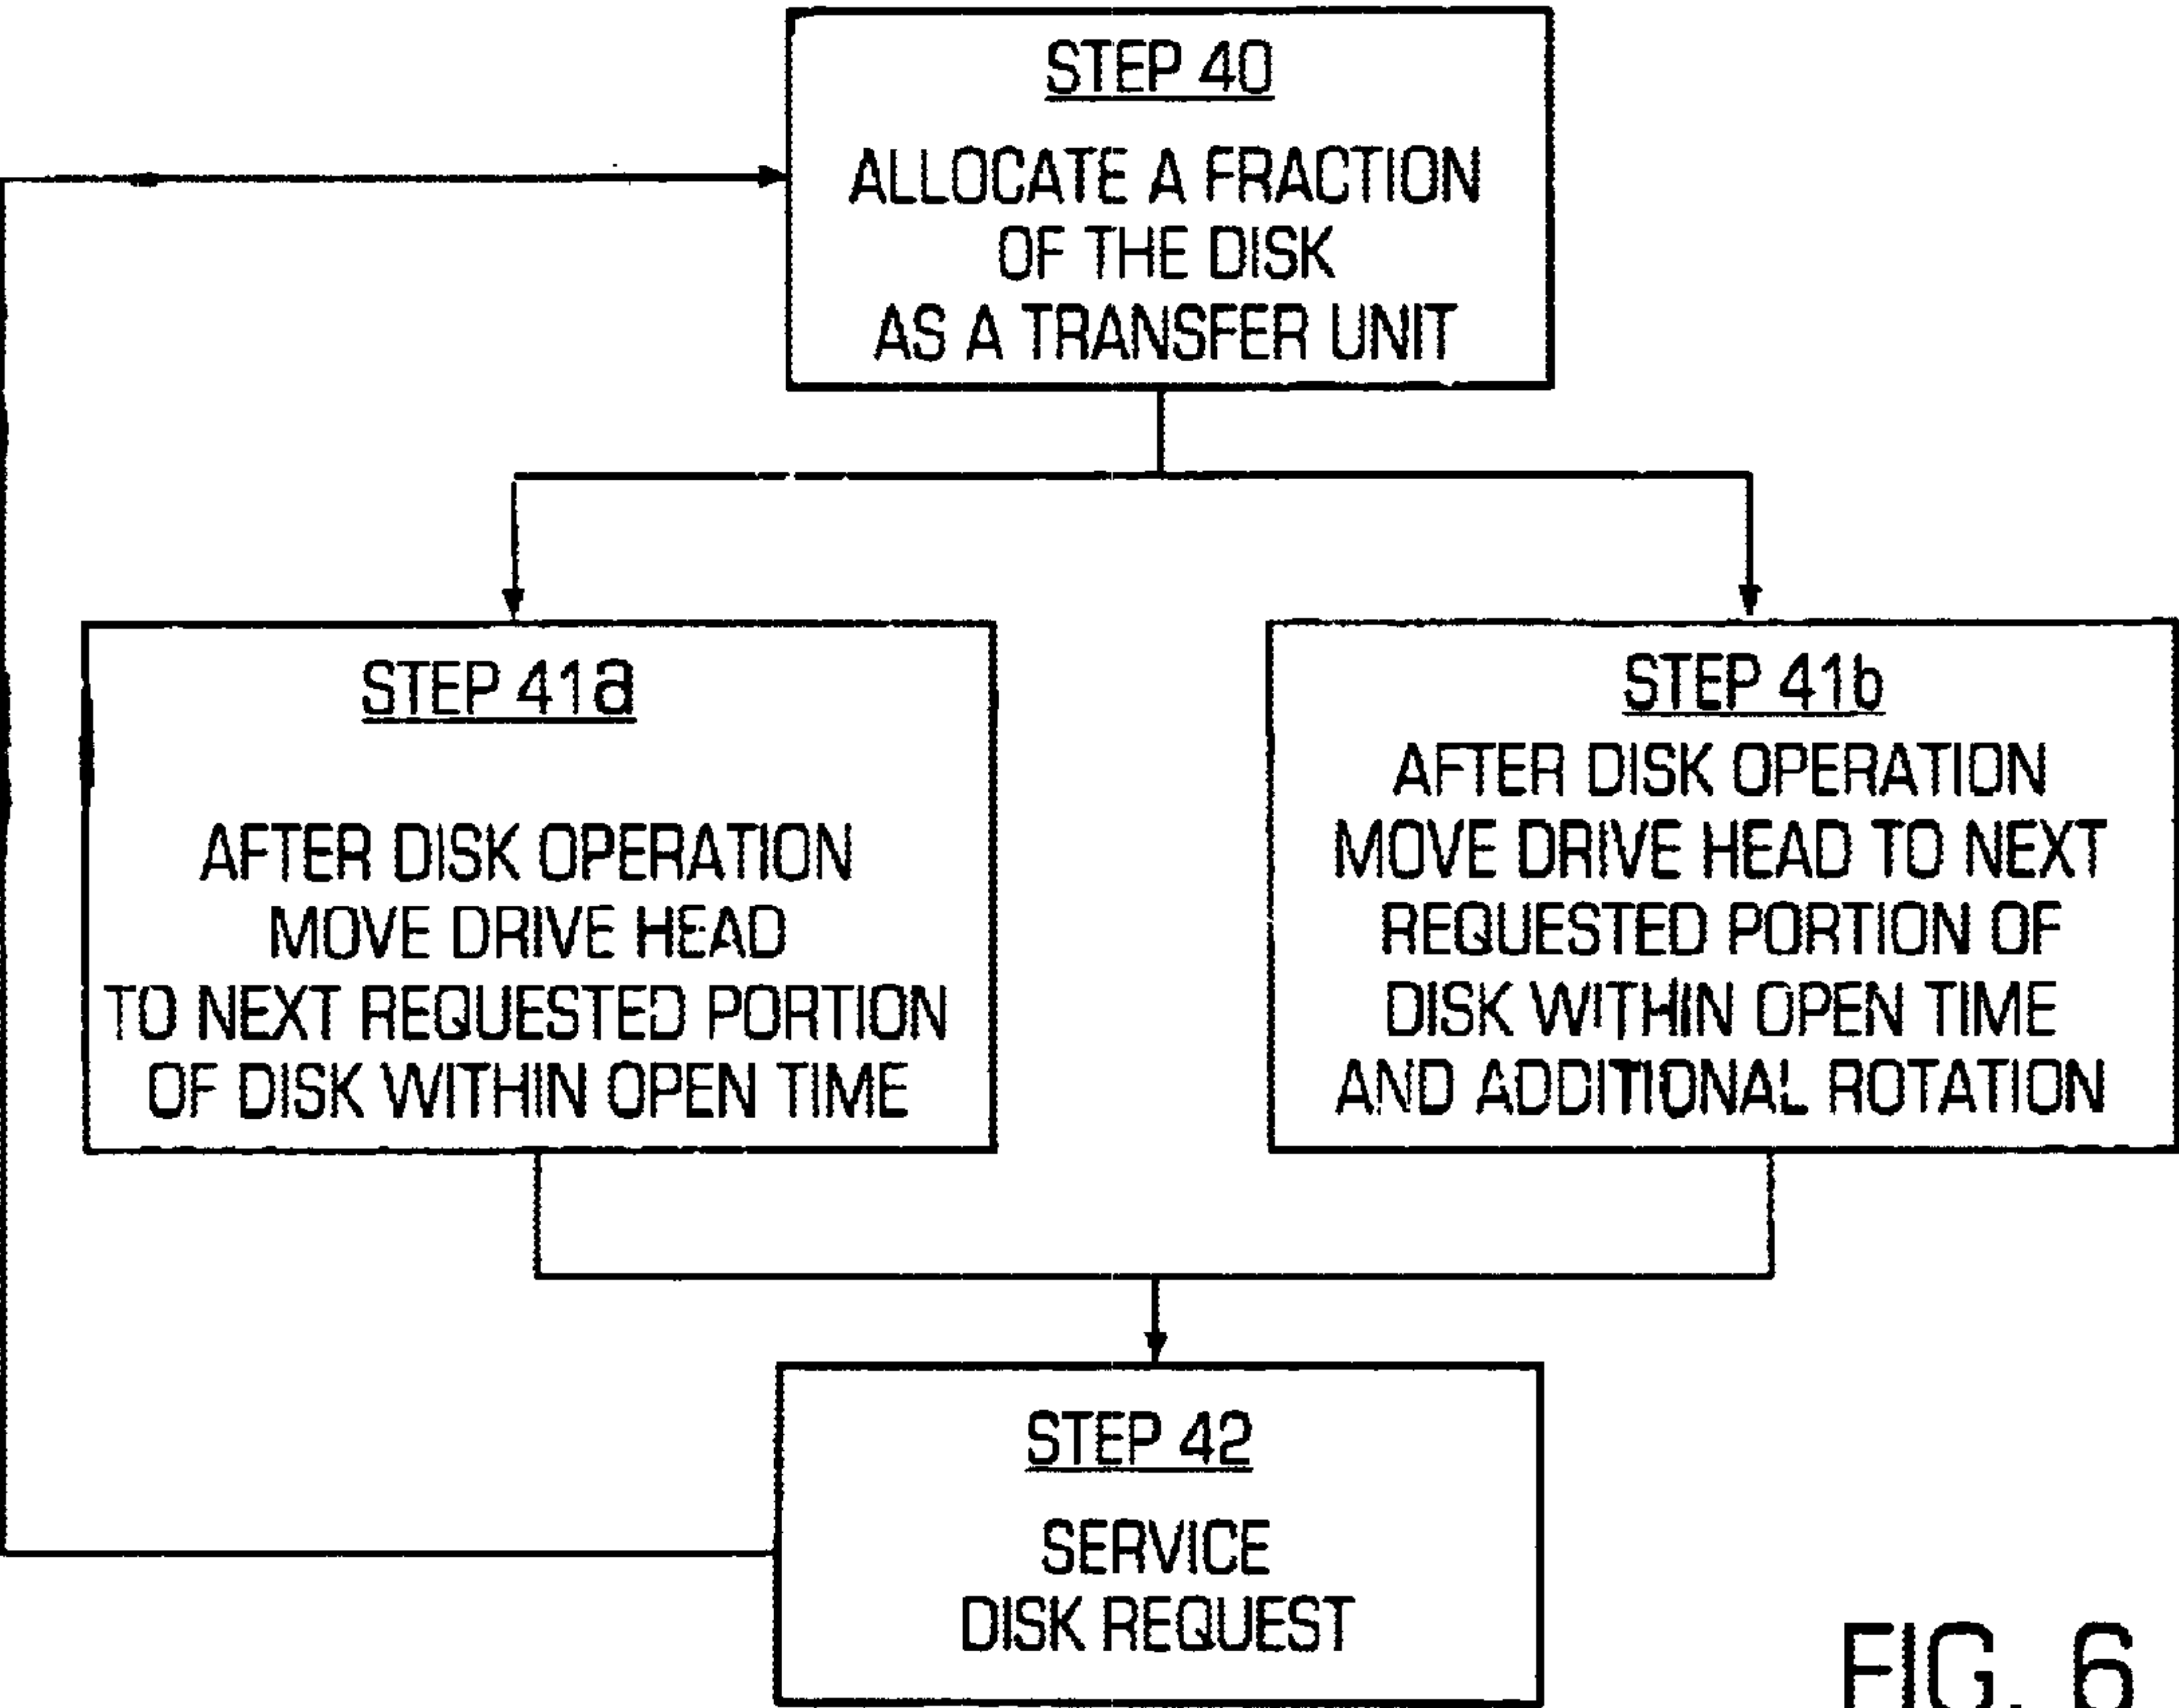 STEP 40
ALLOCATE A FRACTION
OF THE DISK
AS A TRANSFER UNIT
STEP 41a
AFTER DISK OPERATION
MOVE DRIVE HEAD
TO NEXT REQUESTED PORTION
OF DISK WITHIN OPEN TIME
STEP 41b
AFTER DISK OPERATION
MOVE DRIVE HEAD TO NEXT
REQUESTED PORTION OF
DISK WITHIN OPEN TIME
AND ADDITIONAL ROTATION
STEP 42
SERVICE
DISK REQUEST
FIG. 6